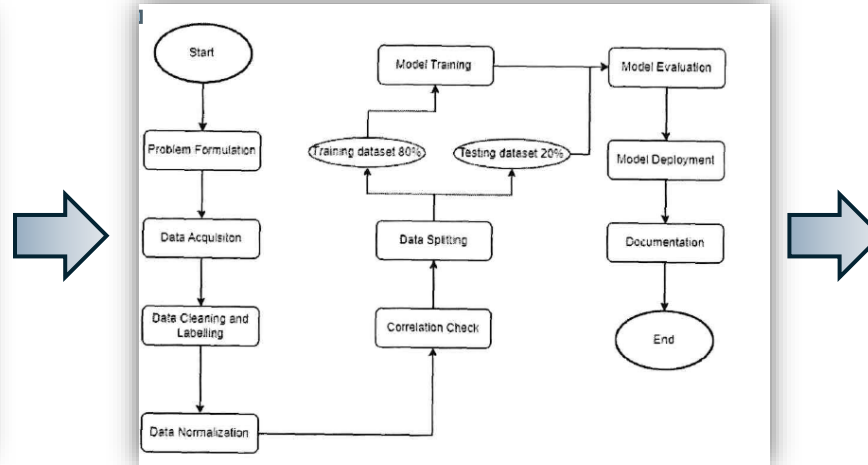 Start
Problem Formulation
Data Acquisiton
Data Cleaning and
Labelling
Data Normalization
Correlation Check
Data Splitting
Training dataset 80%
Testing dataset 20%
Model Training
Model Evaluation
Model Deployment
Documentation
End